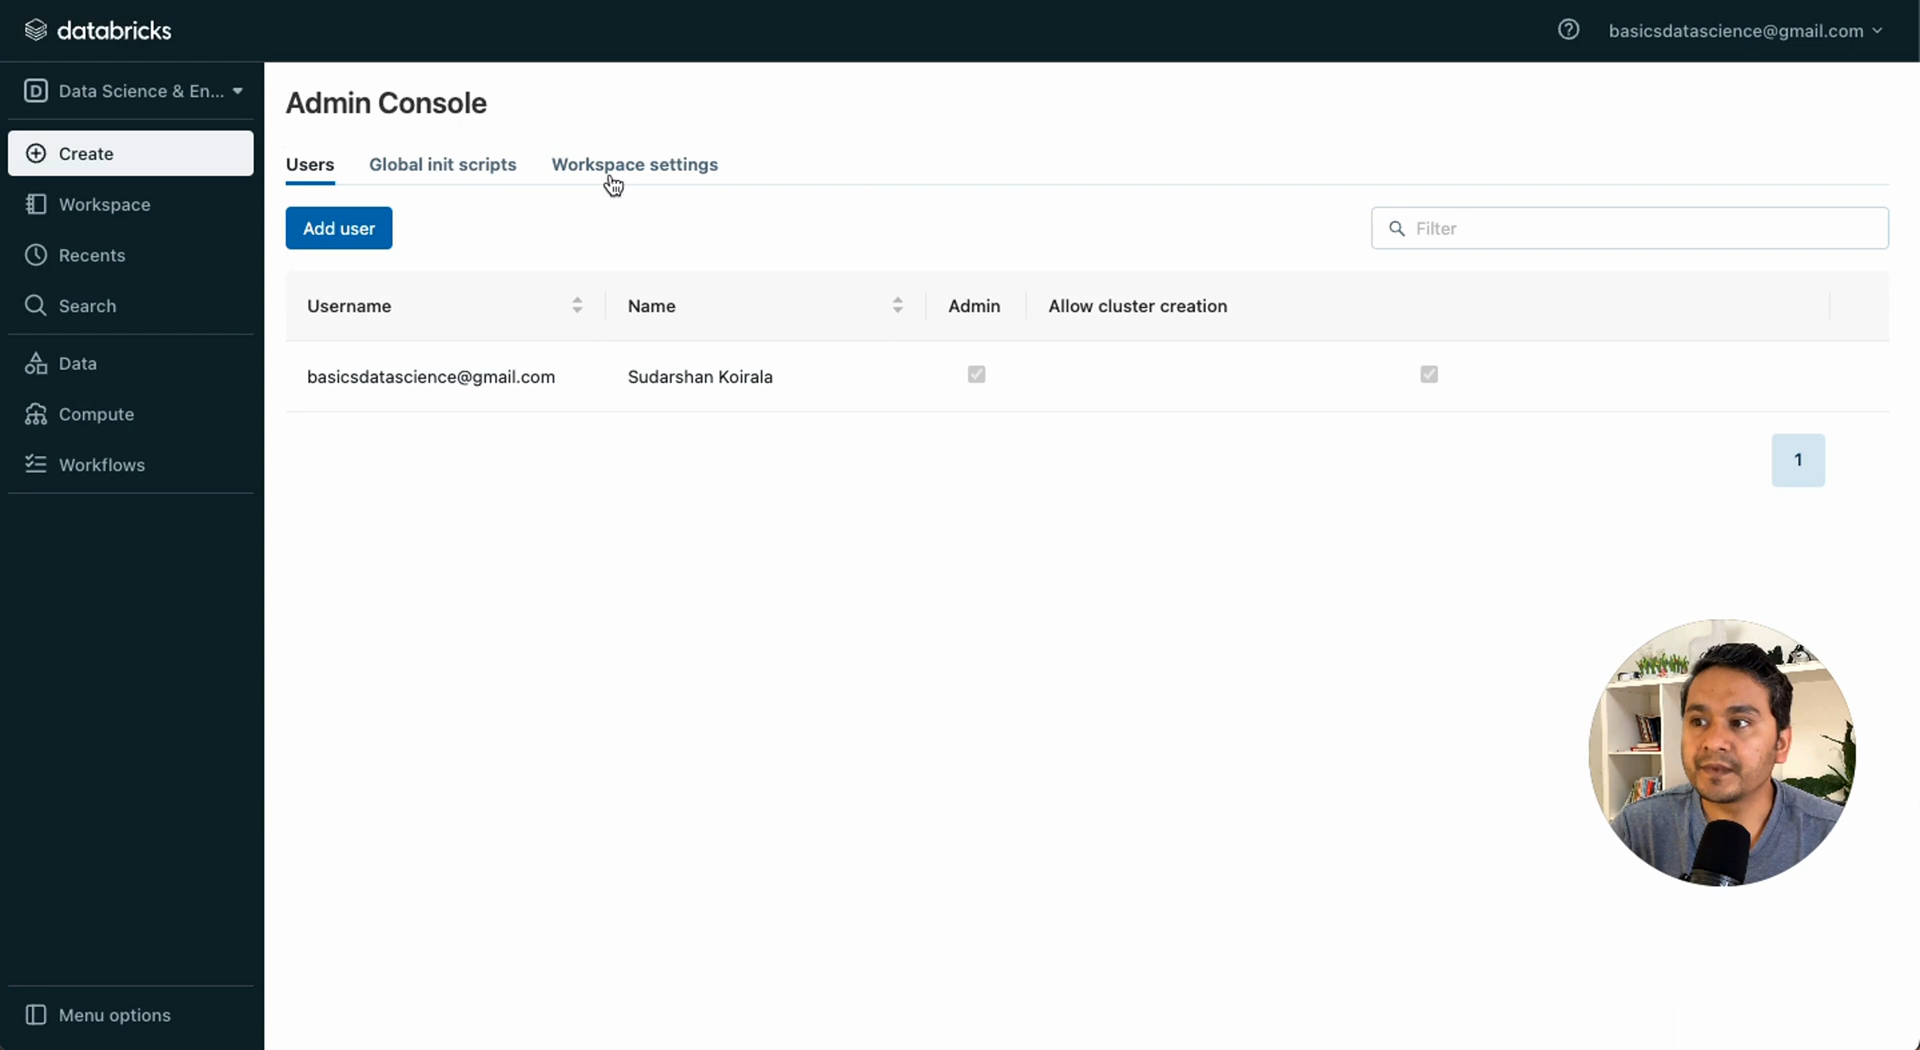 databricks
basicsdatascience@gmail.com
Data Science & En...
Create
Workspace
Recents
Search
Data
Compute
Workflows
Menu options
Admin Console
Users Global init scripts Workspace settings
Add user
Filter
Username Name Admin Allow cluster creation
basicsdatascience@gmail.com Sudarshan Koirala
1